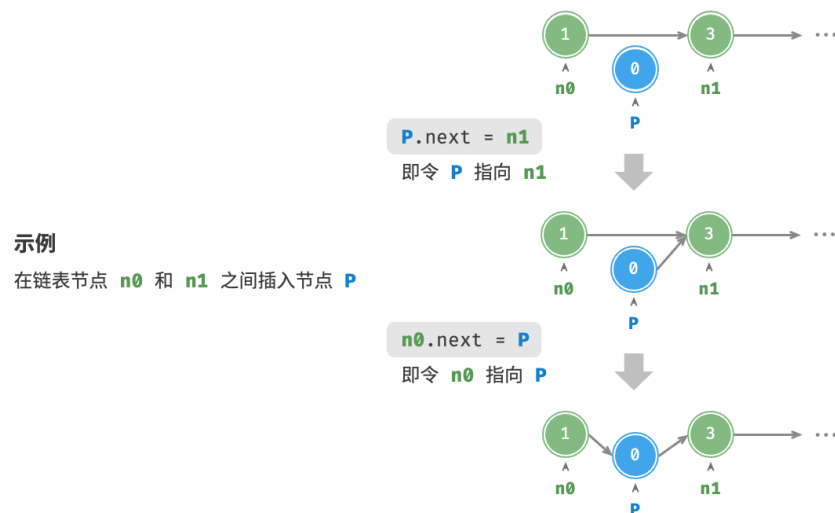 1 3 ...
0
n0 n1
P
P.next = n1
即令 P 指向 n1
1 3 ...
0
示例
在链表节点 n0 和 n1 之间插入节点 P
n0 n1
P
n0.next = P
即令 n0 指向 P
1 3 ...
0
n0 n1
P